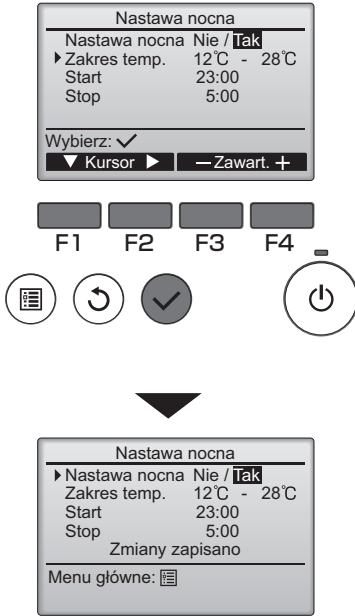 Nastawa nocna
Nastawa nocna Nie / Tak
Zakres temp. 12℃ - 28℃
Start 23:00
Stop 5:00
Wybierz: ✓
▼ Kursor ▶ — Zawart. +
F1 F2 F3 F4
Nastawa nocna
Nastawa nocna Nie / Tak
Zakres temp. 12℃ - 28℃
Start 23:00
Stop 5:00
Zmiany zapisano
Menu główne: